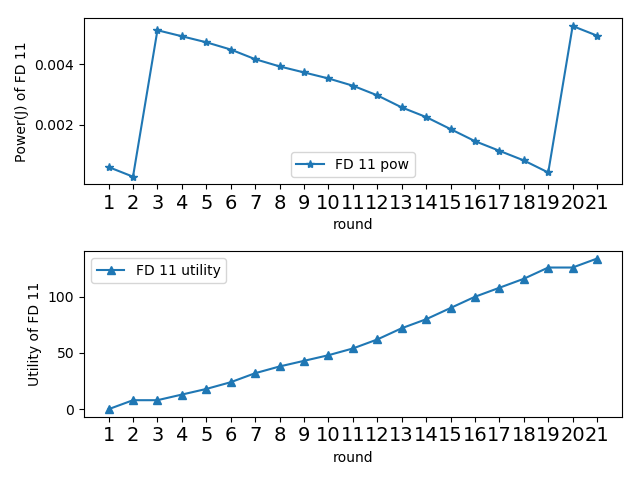 Power(J) of FD 11
0.004
0.002
FD 11 pow
1 2 3 4 5 6 7 8 9 10 11 12 13 14 15 16 17 18 19 20 21
round
Utility of FD 11
FD 11 utility
100
50
0
1 2 3 4 5 6 7 8 9 10 11 12 13 14 15 16 17 18 19 20 21
round